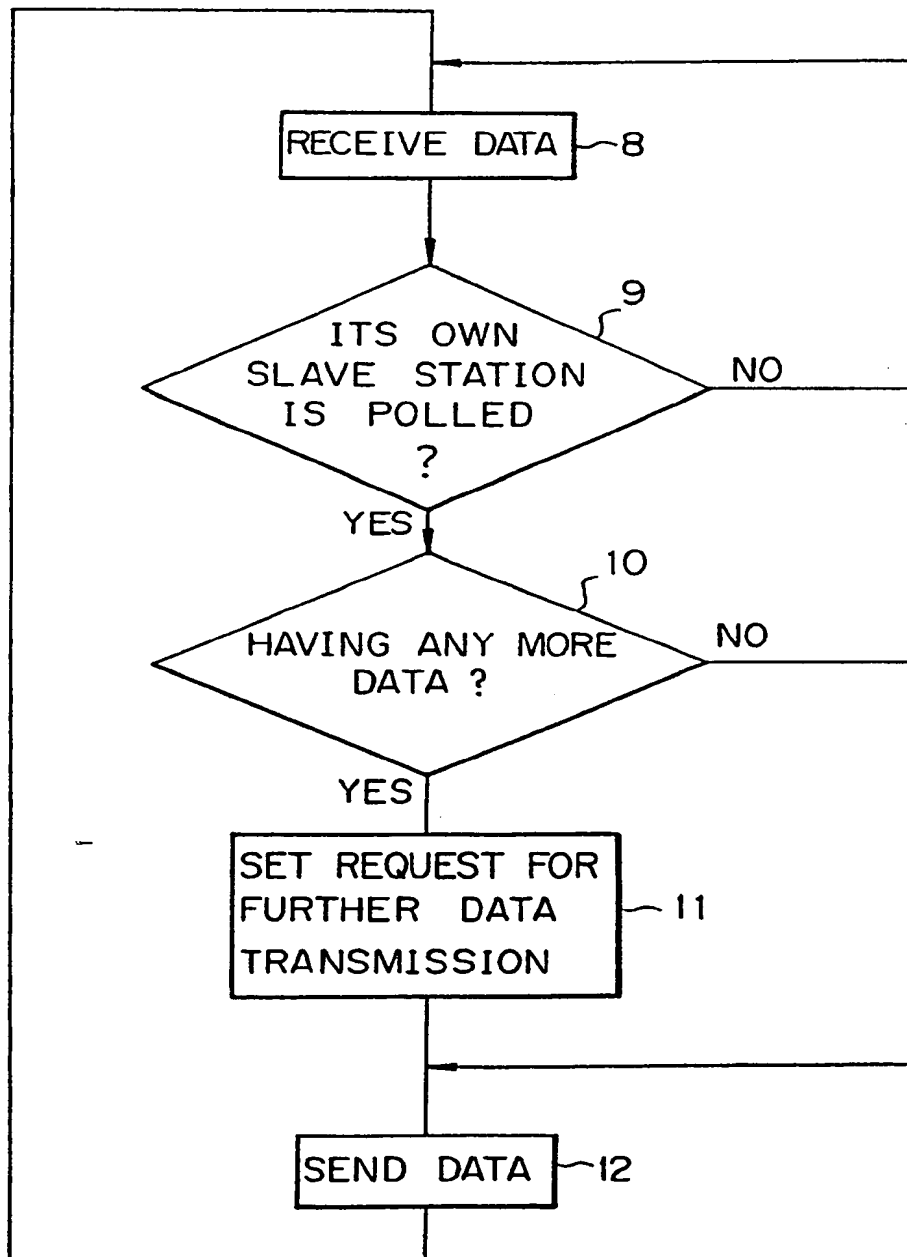 RECEIVE DATA
8
9
ITS OWN
SLAVE STATION
IS POLLED
?
NO
YES
10
HAVING ANY MORE
DATA ?
NO
YES
SET REQUEST FOR
FURTHER DATA
TRANSMISSION
11
SEND DATA
12